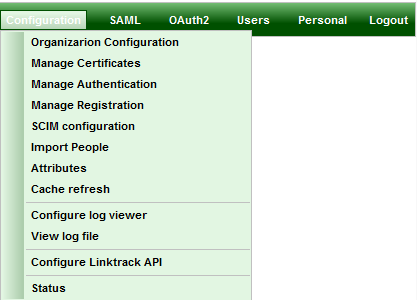 Configuration SAML OAuth2 Users Personal Logout
Organizarion Configuration
Manage Certificates
Manage Authentication
Manage Registration
SCIM configuration
Import People
Attributes
Cache refresh
Configure log viewer
View log file
Configure Linktrack API
Status